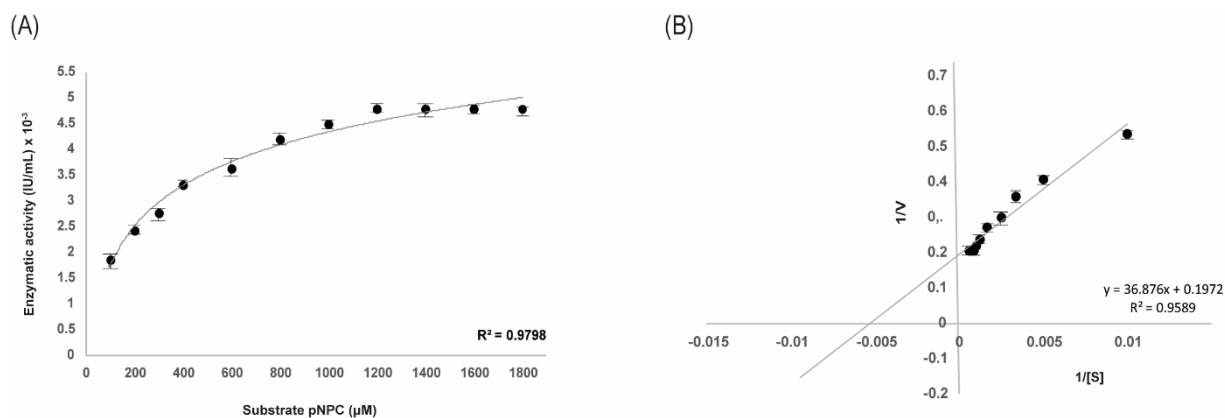 (A)
(B)
Enzymatic activity (IU/mL) x 10⁻³
5.5
5
4.5
4
3.5
3
2.5
2
1.5
1
0.5
0
0 200 400 600 800 1000 1200 1400 1600 1800
Substrate pNPC (µM)
R² = 0.9798
1/V
0.7
0.6
0.5
0.4
0,.
0.2
0.1
0
-0.1
-0.2
-0.015 -0.01 -0.005 0 0.005 0.01
1/[S]
y = 36.876x + 0.1972
R² = 0.9589